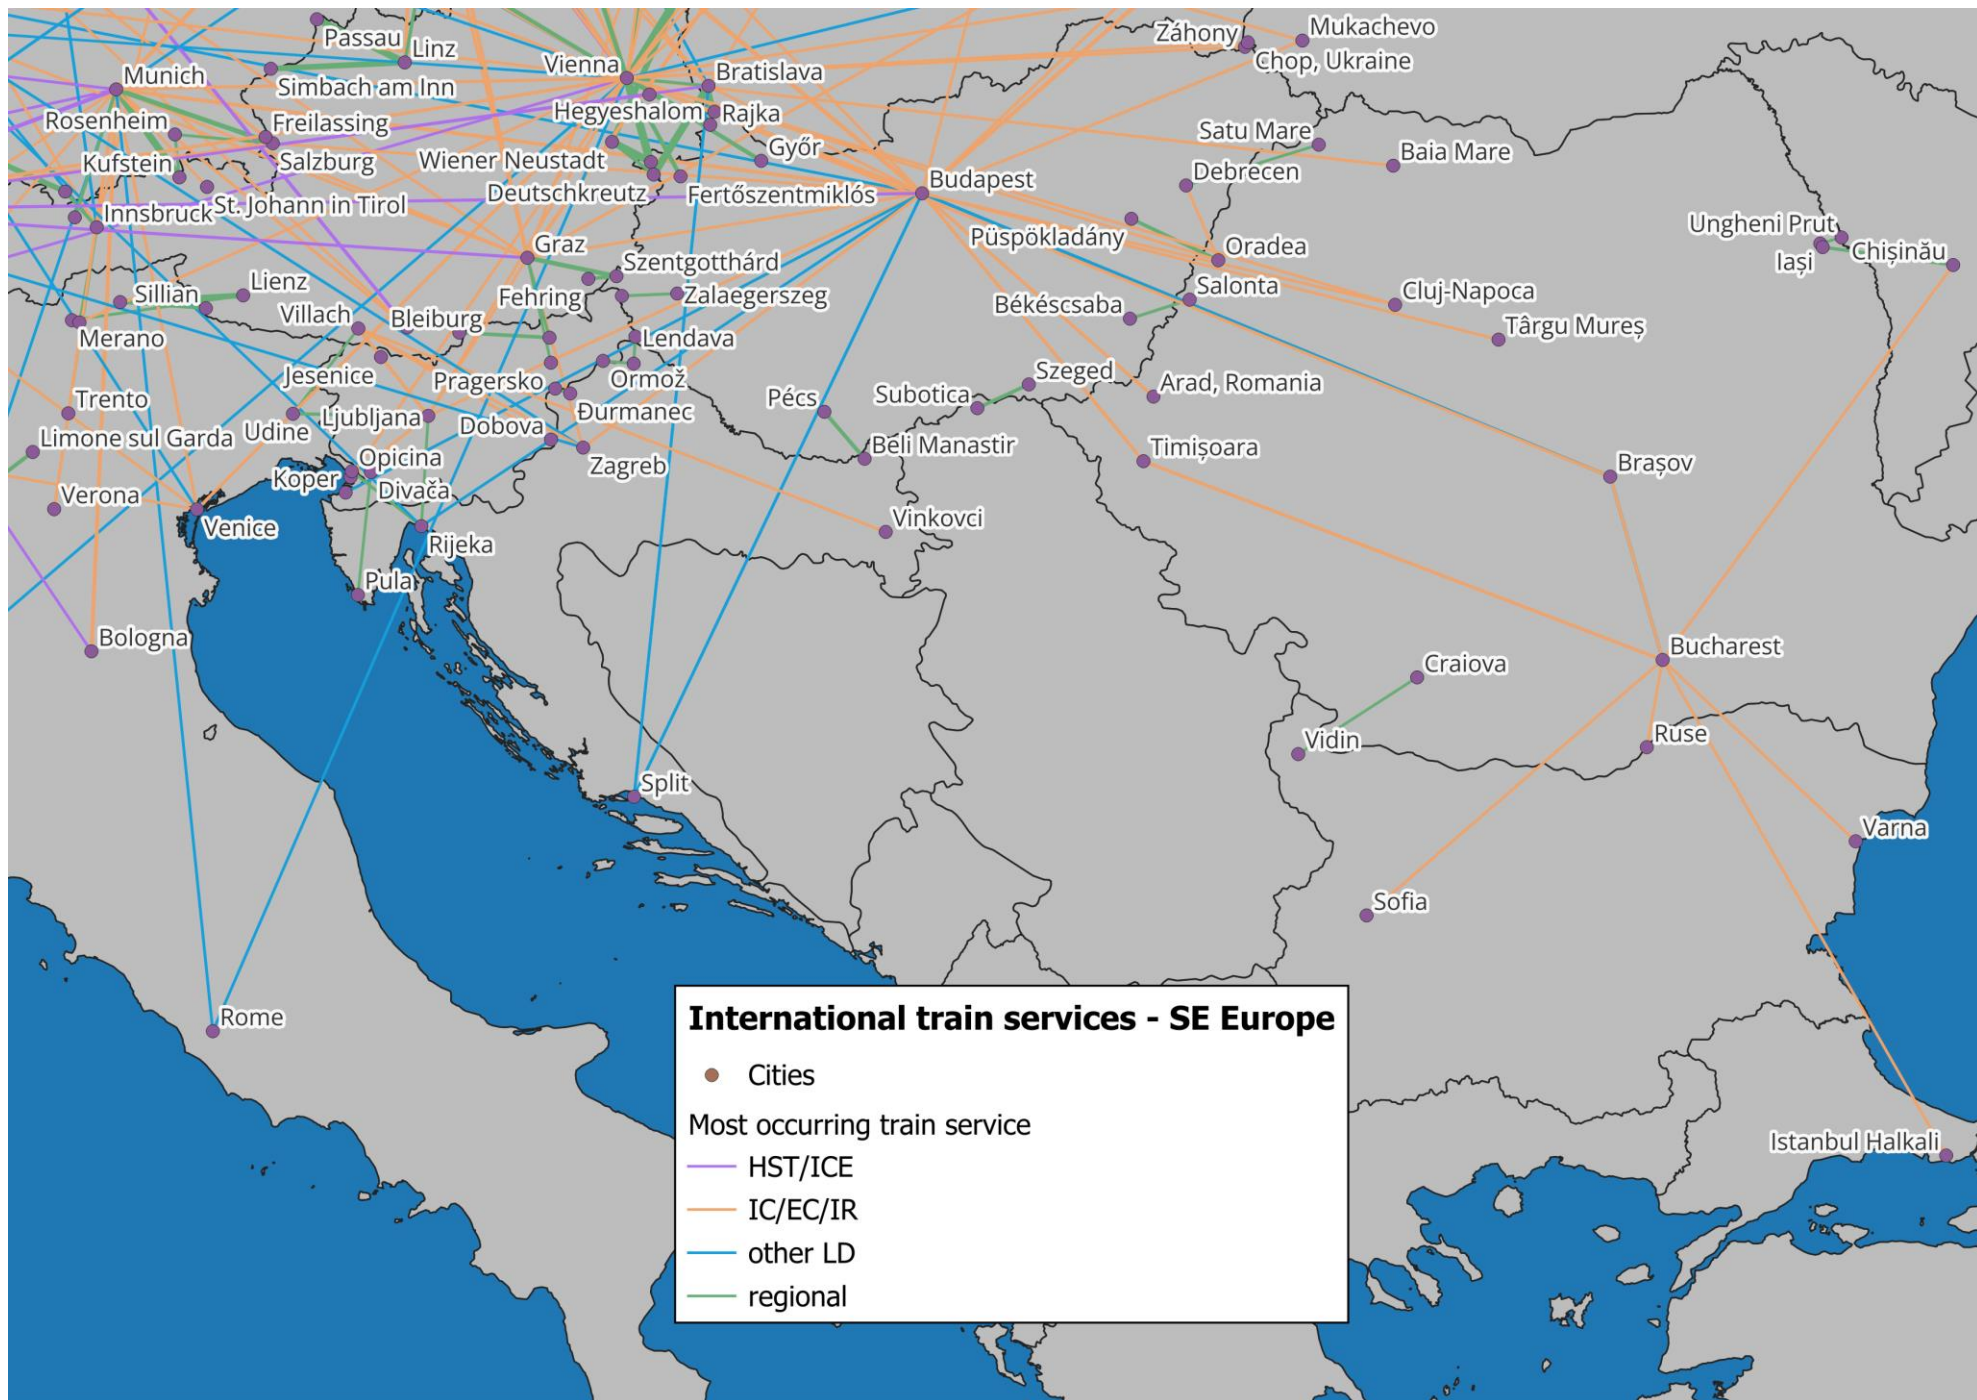 Passau
Linz
Vienna
Záhony
Mukachevo
Chop, Ukraine
Munich
Simbach am Inn
Bratislava
Hegyeshalom
Rajka
Rosenheim
Freilassing
Satu Mare
Baia Mare
Kufstein
Salzburg
Wiener Neustadt
Győr
Debrecen
Deutschkreutz
Fertőszentmiklós
Budapest
Innsbruck
St. Johann in Tirol
Püspökladány
Oradea
Ungheni Prut
Iași
Chișinău
Graz
Szentgotthárd
Sillian
Lienz
Fehring
Zalaegerszeg
Békéscsaba
Salonta
Cluj-Napoca
Villach
Bleiburg
Merano
Lendava
Târgu Mureș
Jesenice
Pragersko
Ormož
Szeged
Arad, Romania
Trento
Udine
Ljubljana
Dobova
Đurmanec
Pécs
Subotica
Limone sul Garda
Opicina
Zagreb
Beli Manastir
Timișoara
Brașov
Koper
Divača
Verona
Venice
Rijeka
Vinkovci
Pula
Bologna
Bucharest
Craiova
Vidin
Ruse
Split
Varna
Sofia
Rome
Istanbul Halkali
International train services - SE Europe
Cities
Most occurring train service
HST/ICE
IC/EC/IR
other LD
regional